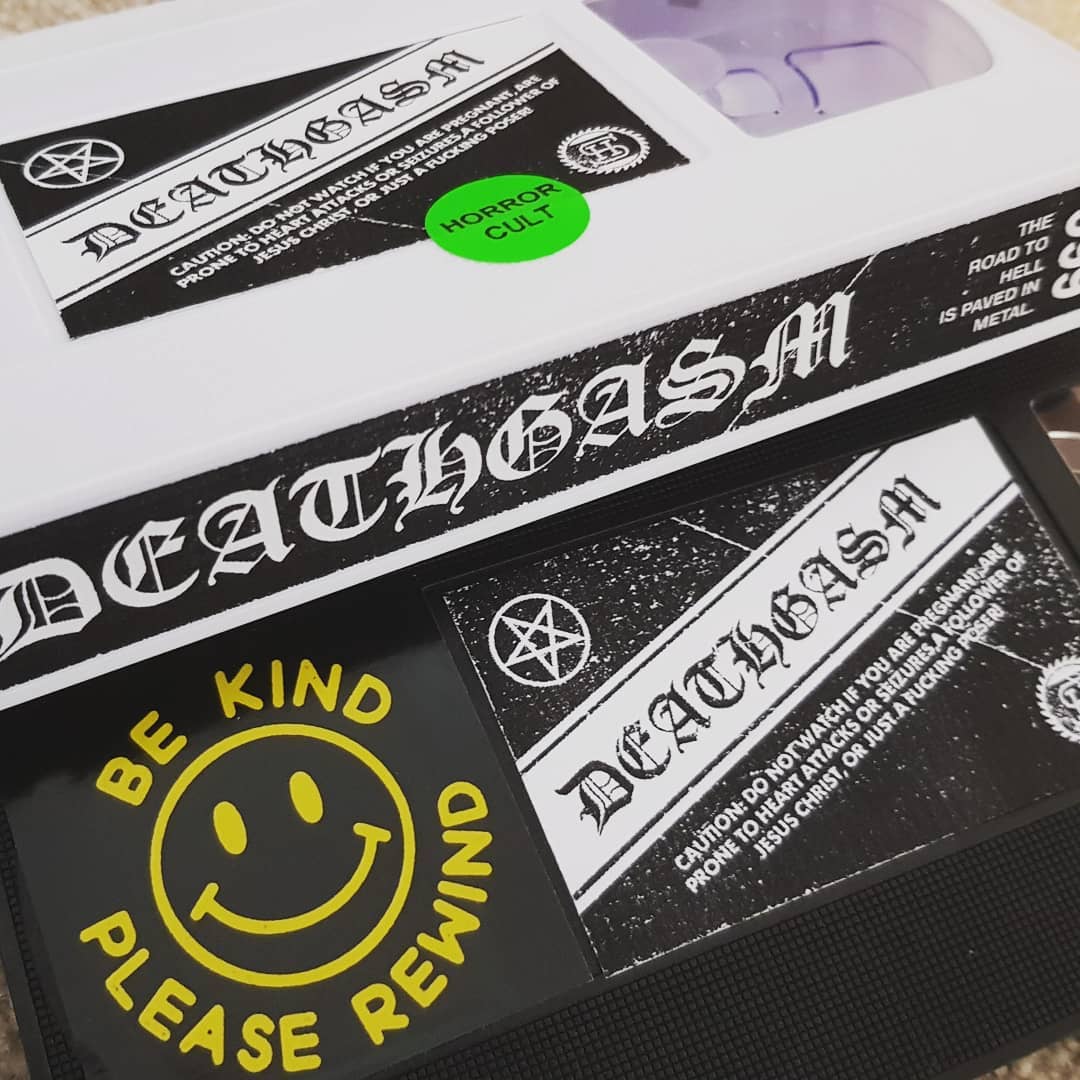 DEATHGASM
CAUTION: DO NOT WATCH IF YOU ARE PREGNANT, ARE
PRONE TO HEART ATTACKS OR SEIZURES, A FOLLOWER OF
JESUS CHRIST, OR JUST A FUCKING POSER!
HORROR
CULT
DEATHGASM
THE
ROAD TO
HELL
IS PAVED IN
METAL.
666
BE KIND
PLEASE REWIND
DEATHGASM
CAUTION: DO NOT WATCH IF YOU ARE PREGNANT, ARE
PRONE TO HEART ATTACKS OR SEIZURES, A FOLLOWER OF
JESUS CHRIST, OR JUST A FUCKING POSER!